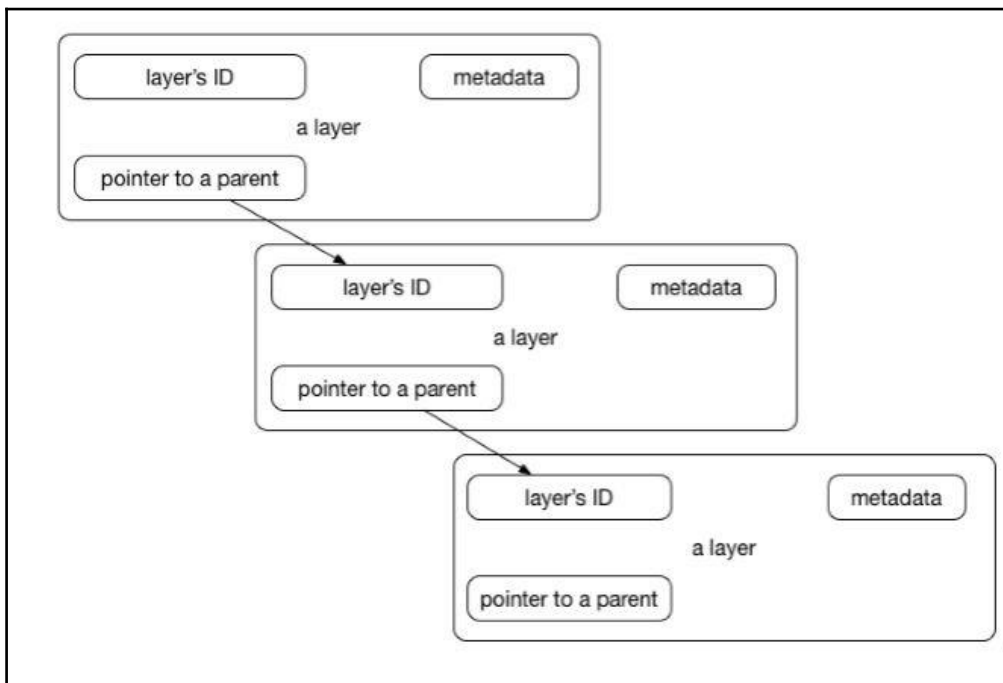 layer's ID
metadata
a layer
pointer to a parent
layer's ID
metadata
a layer
pointer to a parent
layer's ID
metadata
a layer
pointer to a parent